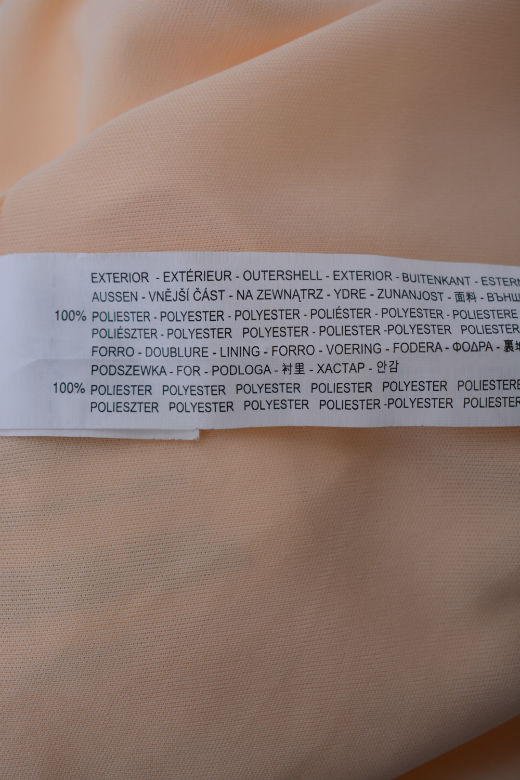 EXTERIOR - EXTÉRIEUR - OUTERSHELL - EXTERIOR - BUITENKANT - ESTERN
AUSSEN - VNĚJŠÍ ČÁST - NA ZEWNĄTRZ - YDRE - ZUNANJOST - 面料 - ВЪНШ
100% POLIESTER - POLYESTER - POLYESTER - POLIÉSTER - POLYESTER - POLIESTERE
POLIÉSZTER - POLYESTER POLYESTER POLIESTER -POLYESTER POLIESTER
FORRO - DOUBLURE - LINING - FORRO - VOERING - FODERA - ΦΟΔΡΑ - 裏地
PODSZEWKA - FOR - PODLOGA - 衬里 - ХАСТАР - 안감
100% POLIESTER POLYESTER POLYESTER POLIÉSTER POLYESTER POLIESTERE
POLIESZTER POLYESTER POLYESTER POLIESTER -POLYESTER POLIESTER